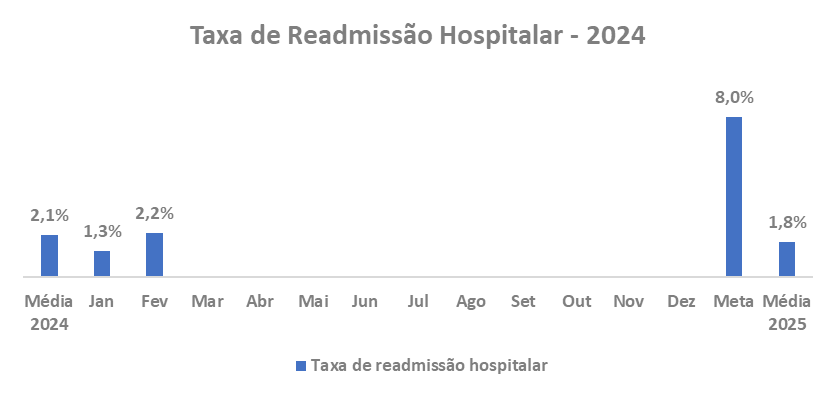 Taxa de Readmissão Hospitalar - 2024
8,0%
2,1%
1,3%
2,2%
1,8%
Média Jan Fev Mar Abr Mai Jun Jul Ago Set Out Nov Dez Meta Média
2024 2025
Taxa de readmissão hospitalar